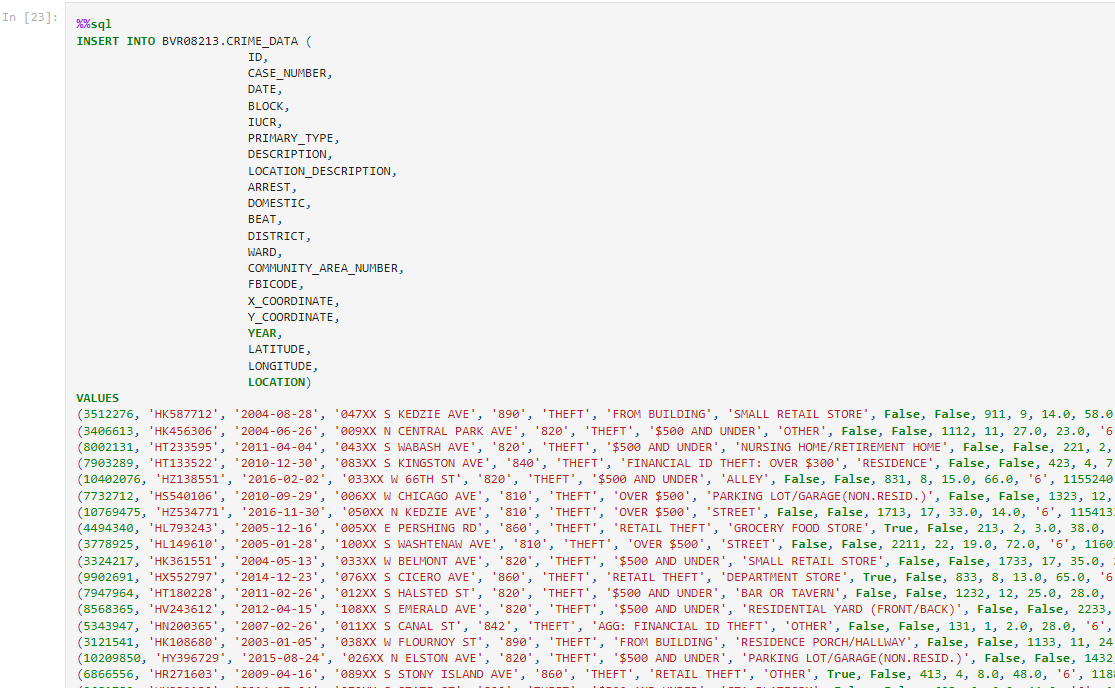 In [23]:
%%sql
INSERT INTO BVR08213.CRIME_DATA (
ID,
CASE_NUMBER,
DATE,
BLOCK,
IUCR,
PRIMARY_TYPE,
DESCRIPTION,
LOCATION_DESCRIPTION,
ARREST,
DOMESTIC,
BEAT,
DISTRICT,
WARD,
COMMUNITY_AREA_NUMBER,
FBICODE,
X_COORDINATE,
Y_COORDINATE,
YEAR,
LATITUDE,
LONGITUDE,
LOCATION)
VALUES
(3512276, 'HK587712', '2004-08-28', '047XX S KEDZIE AVE', '890', 'THEFT', 'FROM BUILDING', 'SMALL RETAIL STORE', False, False, 911, 9, 14.0, 58.0
(3406613, 'HK456306', '2004-06-26', '009XX N CENTRAL PARK AVE', '820', 'THEFT', '$500 AND UNDER', 'OTHER', False, False, 1112, 11, 27.0, 23.0, '6
(8002131, 'HT233595', '2011-04-04', '043XX S WABASH AVE', '820', 'THEFT', '$500 AND UNDER', 'NURSING HOME/RETIREMENT HOME', False, False, 221, 2,
(7903289, 'HT133522', '2010-12-30', '083XX S KINGSTON AVE', '840', 'THEFT', 'FINANCIAL ID THEFT: OVER $300', 'RESIDENCE', False, False, 423, 4, 7
(10402076, 'HZ138551', '2016-02-02', '033XX W 66TH ST', '820', 'THEFT', '$500 AND UNDER', 'ALLEY', False, False, 831, 8, 15.0, 66.0, '6', 1155240
(7732712, 'HS540106', '2010-09-29', '006XX W CHICAGO AVE', '810', 'THEFT', 'OVER $500', 'PARKING LOT/GARAGE(NON.RESID.)', False, False, 1323, 12,
(10769475, 'HZ534771', '2016-11-30', '050XX N KEDZIE AVE', '810', 'THEFT', 'OVER $500', 'STREET', False, False, 1713, 17, 33.0, 14.0, '6', 115413
(4494340, 'HL793243', '2005-12-16', '005XX E PERSHING RD', '860', 'THEFT', 'RETAIL THEFT', 'GROCERY FOOD STORE', True, False, 213, 2, 3.0, 38.0,
(3778925, 'HL149610', '2005-01-28', '100XX S WASHTENAW AVE', '810', 'THEFT', 'OVER $500', 'STREET', False, False, 2211, 22, 19.0, 72.0, '6', 1160
(3324217, 'HK361551', '2004-05-13', '033XX W BELMONT AVE', '820', 'THEFT', '$500 AND UNDER', 'SMALL RETAIL STORE', False, False, 1733, 17, 35.0,
(9902691, 'HX552797', '2014-12-23', '076XX S CICERO AVE', '860', 'THEFT', 'RETAIL THEFT', 'DEPARTMENT STORE', True, False, 833, 8, 13.0, 65.0, '6
(7947964, 'HT180228', '2011-02-26', '012XX S HALSTED ST', '820', 'THEFT', '$500 AND UNDER', 'BAR OR TAVERN', False, False, 1232, 12, 25.0, 28.0,
(8568365, 'HV243612', '2012-04-15', '108XX S EMERALD AVE', '820', 'THEFT', '$500 AND UNDER', 'RESIDENTIAL YARD (FRONT/BACK)', False, False, 2233,
(5343947, 'HN200365', '2007-02-26', '011XX S CANAL ST', '842', 'THEFT', 'AGG: FINANCIAL ID THEFT', 'OTHER', False, False, 131, 1, 2.0, 28.0, '6',
(3121541, 'HK108680', '2003-01-05', '038XX W FLOURNOY ST', '890', 'THEFT', 'FROM BUILDING', 'RESIDENCE PORCH/HALLWAY', False, False, 1133, 11, 24
(10209850, 'HY396729', '2015-08-24', '026XX N ELSTON AVE', '820', 'THEFT', '$500 AND UNDER', 'PARKING LOT/GARAGE(NON.RESID.)', False, False, 1432
(6866556, 'HR271603', '2009-04-16', '089XX S STONY ISLAND AVE', '860', 'THEFT', 'RETAIL THEFT', 'OTHER', True, False, 413, 4, 8.0, 48.0, '6', 118